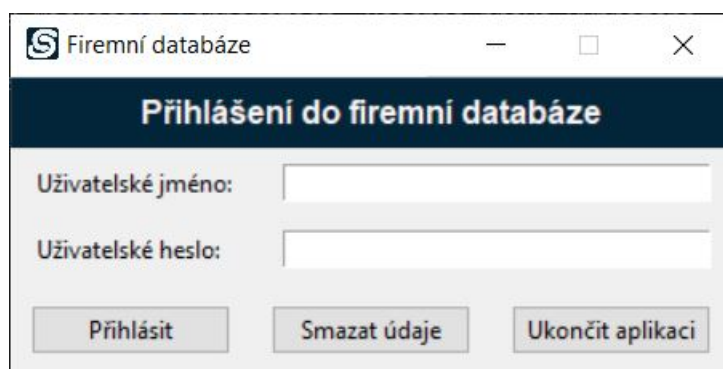 Firemní databáze
Přihlášení do firemní databáze
Uživatelské jméno:
Uživatelské heslo:
Přihlásit Smazat údaje Ukončit aplikaci